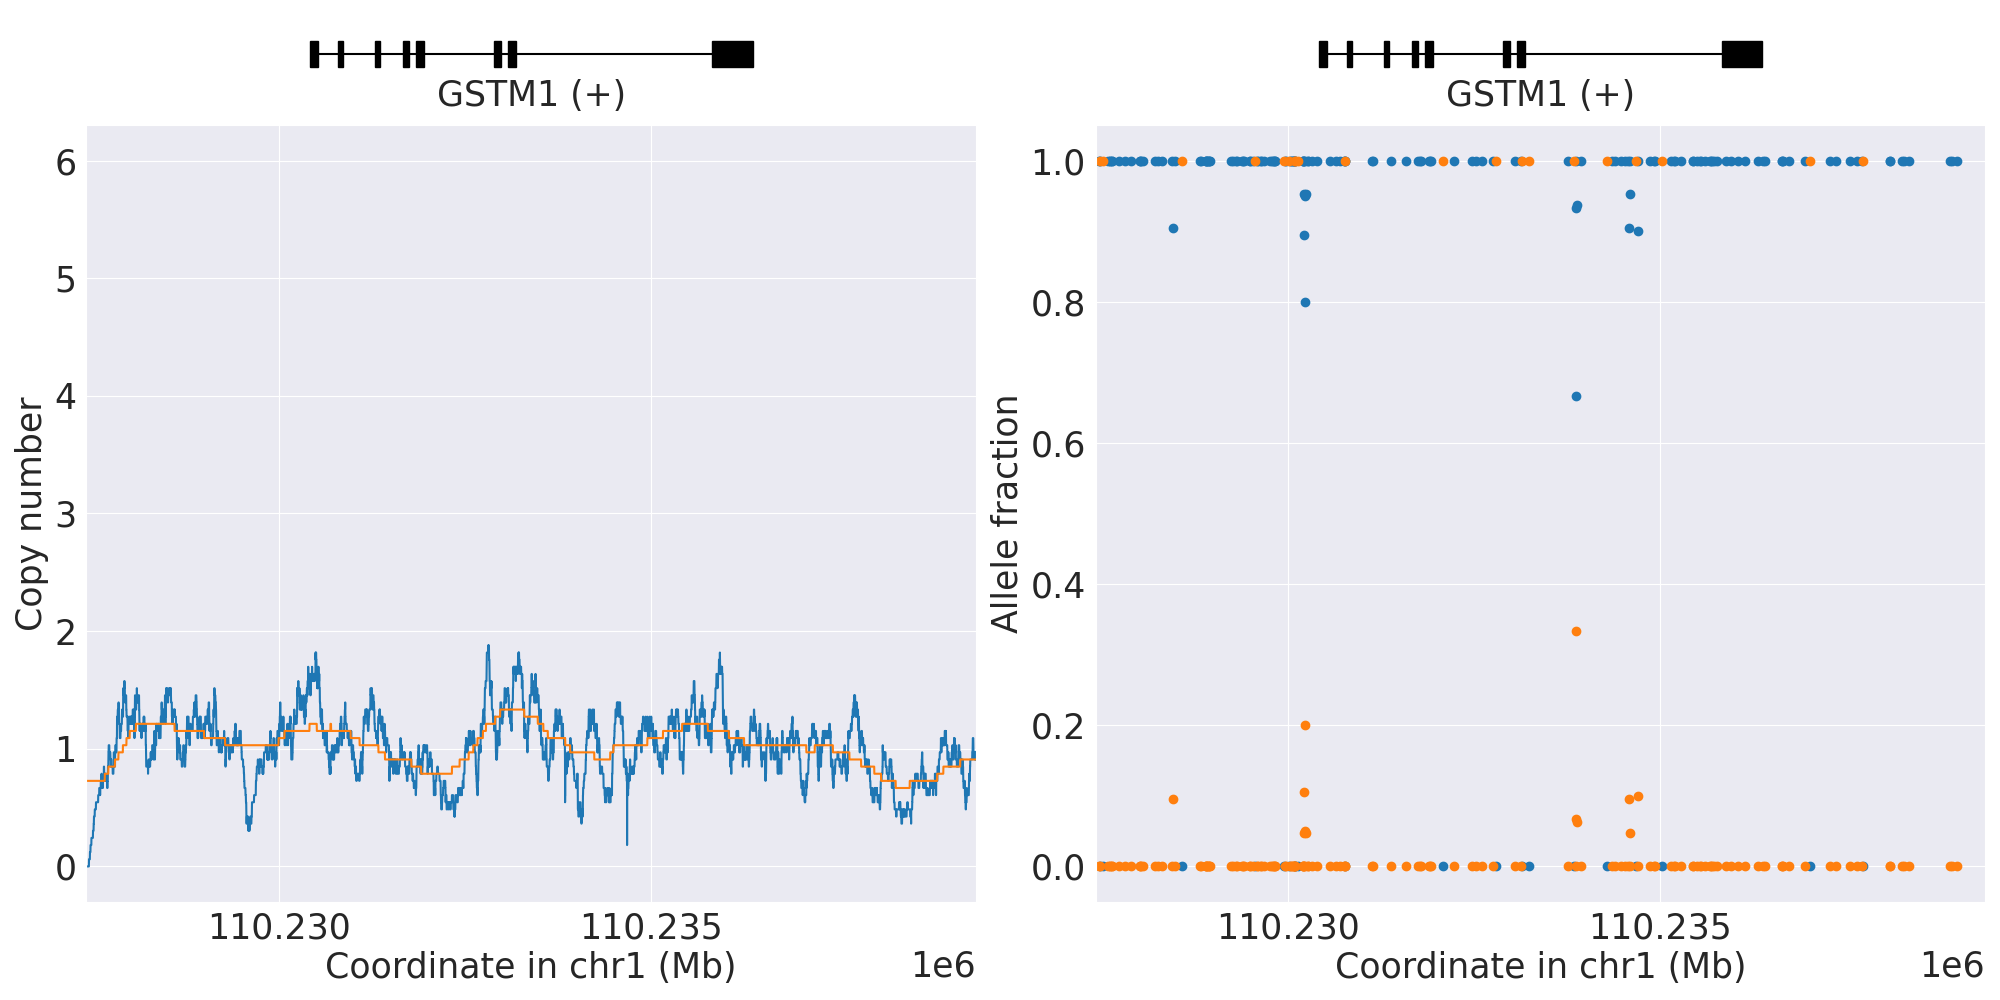 GSTM1 (+)
6
5
4
3
2
1
0
Copy number
110.230
110.235
Coordinate in chr1 (Mb)
1e6
GSTM1 (+)
1.0
0.8
0.6
0.4
0.2
0.0
Allele fraction
110.230
110.235
Coordinate in chr1 (Mb)
1e6